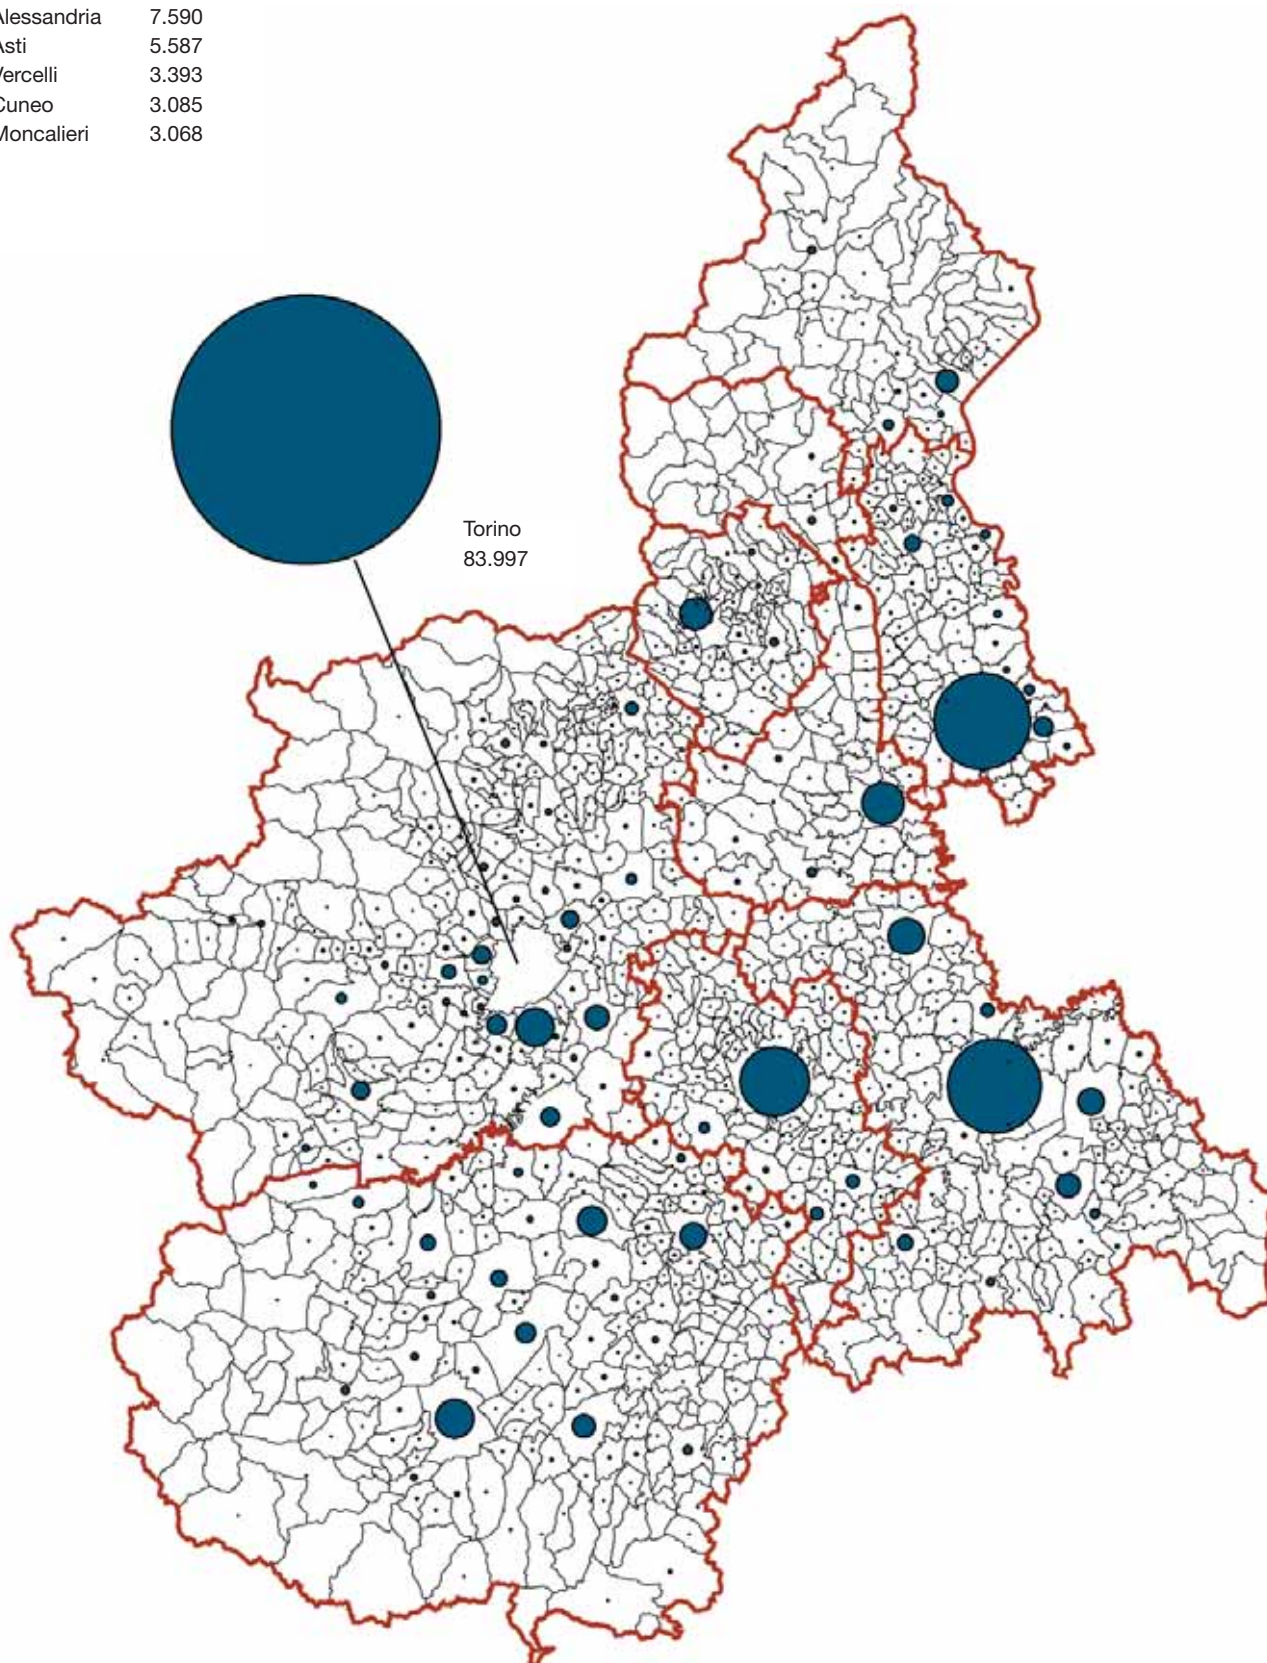 Alessandria 7.590
Asti 5.587
Vercelli 3.393
Cuneo 3.085
Moncalieri 3.068
Torino
83.997